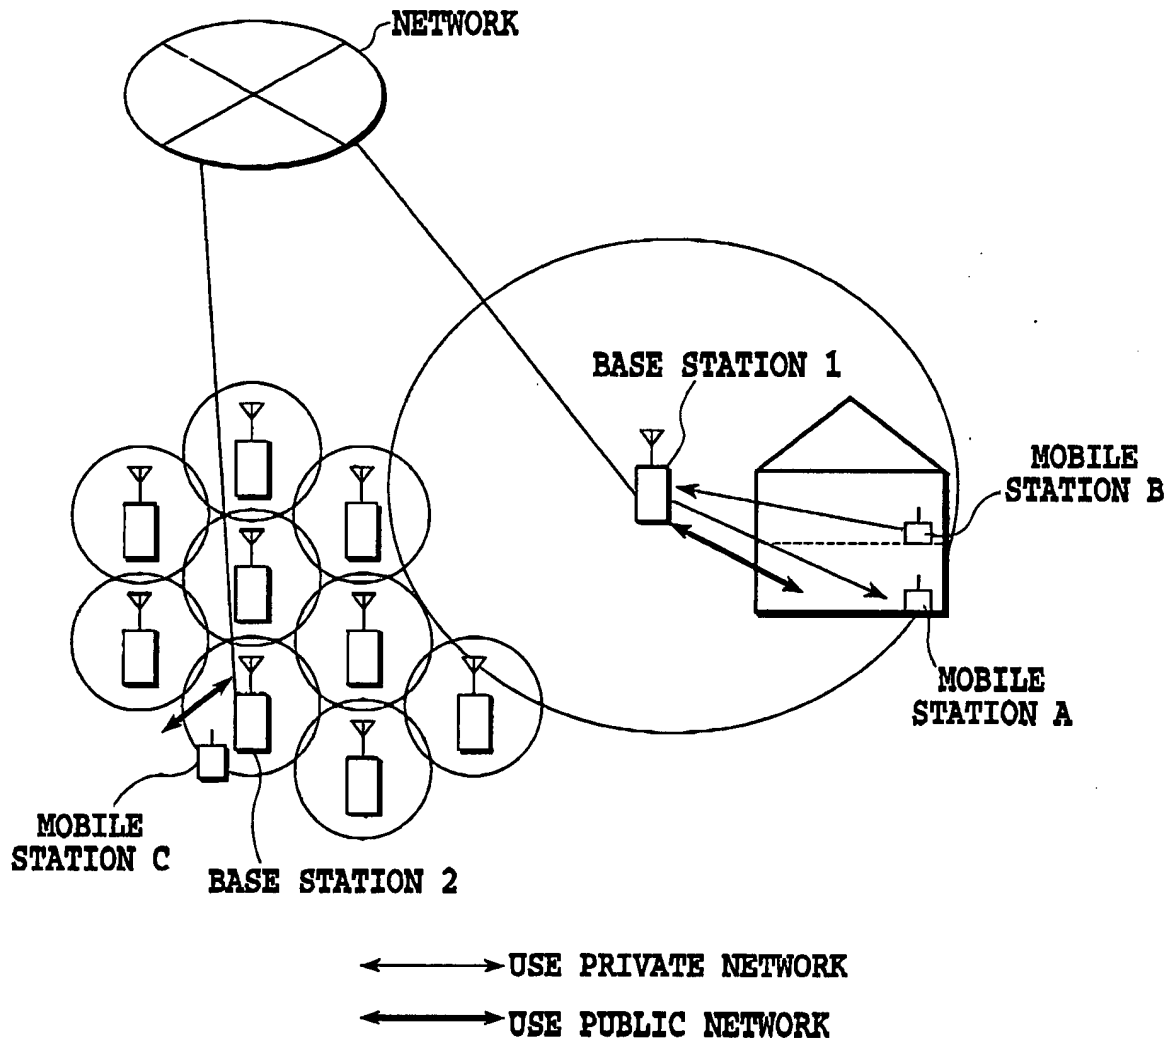 NETWORK
BASE STATION 1
MOBILE
STATION B
MOBILE
STATION A
MOBILE
STATION C
BASE STATION 2
USE PRIVATE NETWORK
USE PUBLIC NETWORK